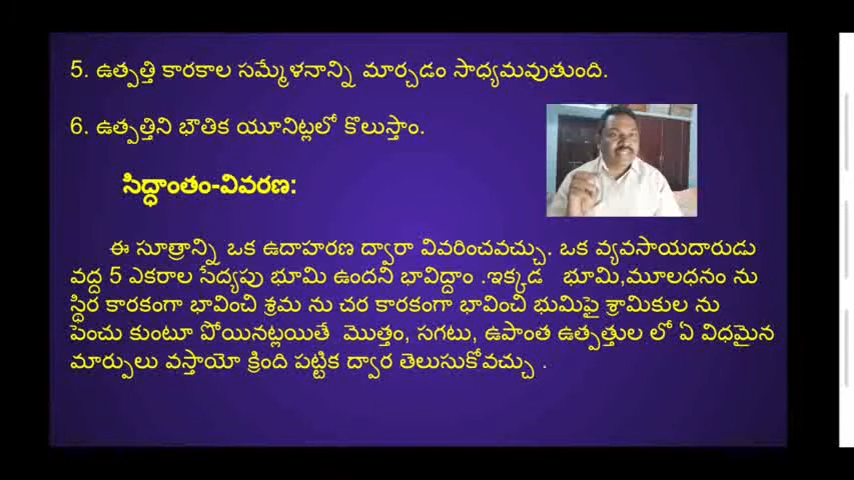 5. ఉత్పత్తి కారకాల సమ్మేళనాన్ని మార్చడం సాధ్యమవుతుంది.
6. ఉత్పత్తిని భౌతిక యూనిట్లలో కొలుస్తాం.
సిద్ధాంతం-వివరణ:
ఈ సూత్రాన్ని ఒక ఉదాహరణ ద్వారా వివరించవచ్చు. ఒక వ్యవసాయదారుడు
వద్ద 5 ఎకరాల సేద్యపు భూమి ఉందని భావిద్దాం .ఇక్కడ భూమి,మూలధనం ను
స్థిర కారకంగా భావించి శ్రమ ను చర కారకంగా భావించి భుమిపై శ్రామికుల ను
పెంచు కుంటూ పోయినట్లయితే మొత్తం, సగటు, ఉపాంత ఉత్పత్తుల లో ఏ విధమైన
మార్పులు వస్తాయో క్రింది పట్టిక ద్వార తెలుసుకోవచ్చు .